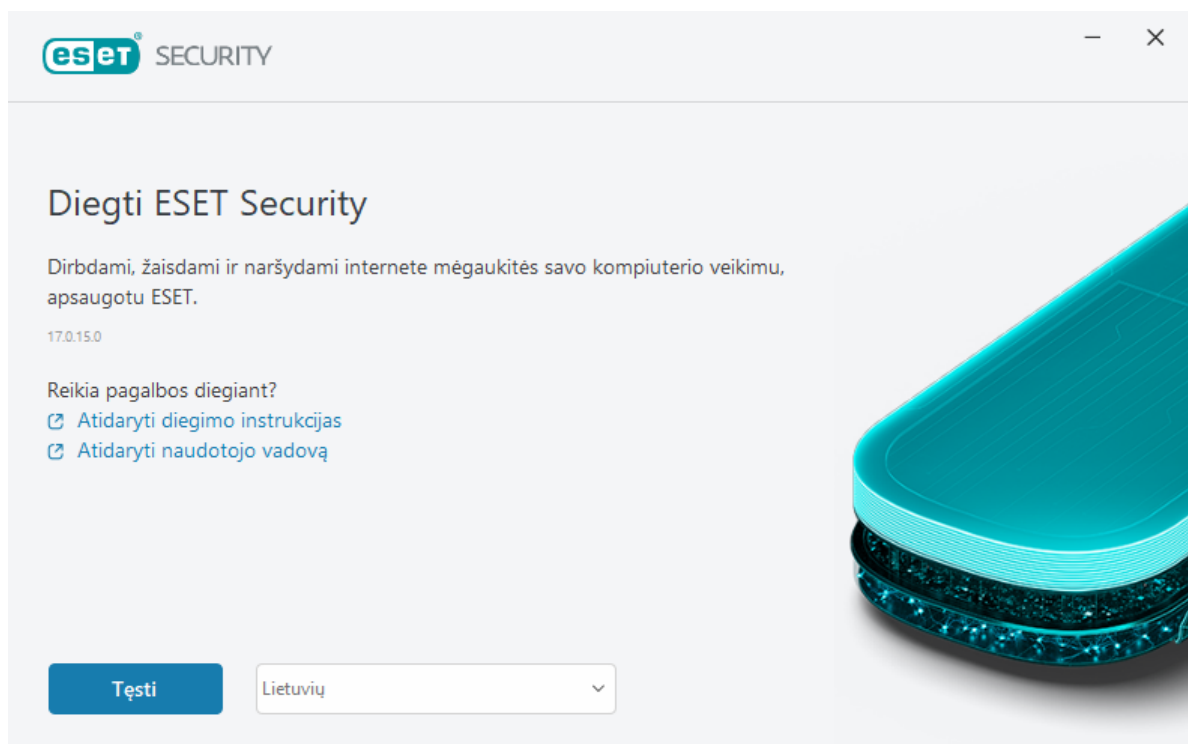 eset® SECURITY
Diegti ESET Security
Dirbdami, žaisdami ir naršydami internete mėgaukitės savo kompiuterio veikimu,
apsaugotu ESET.
17.0.15.0
Reikia pagalbos diegiant?
Atidaryti diegimo instrukcijas
Atidaryti naudotojo vadovą
Tęsti
Lietuvių